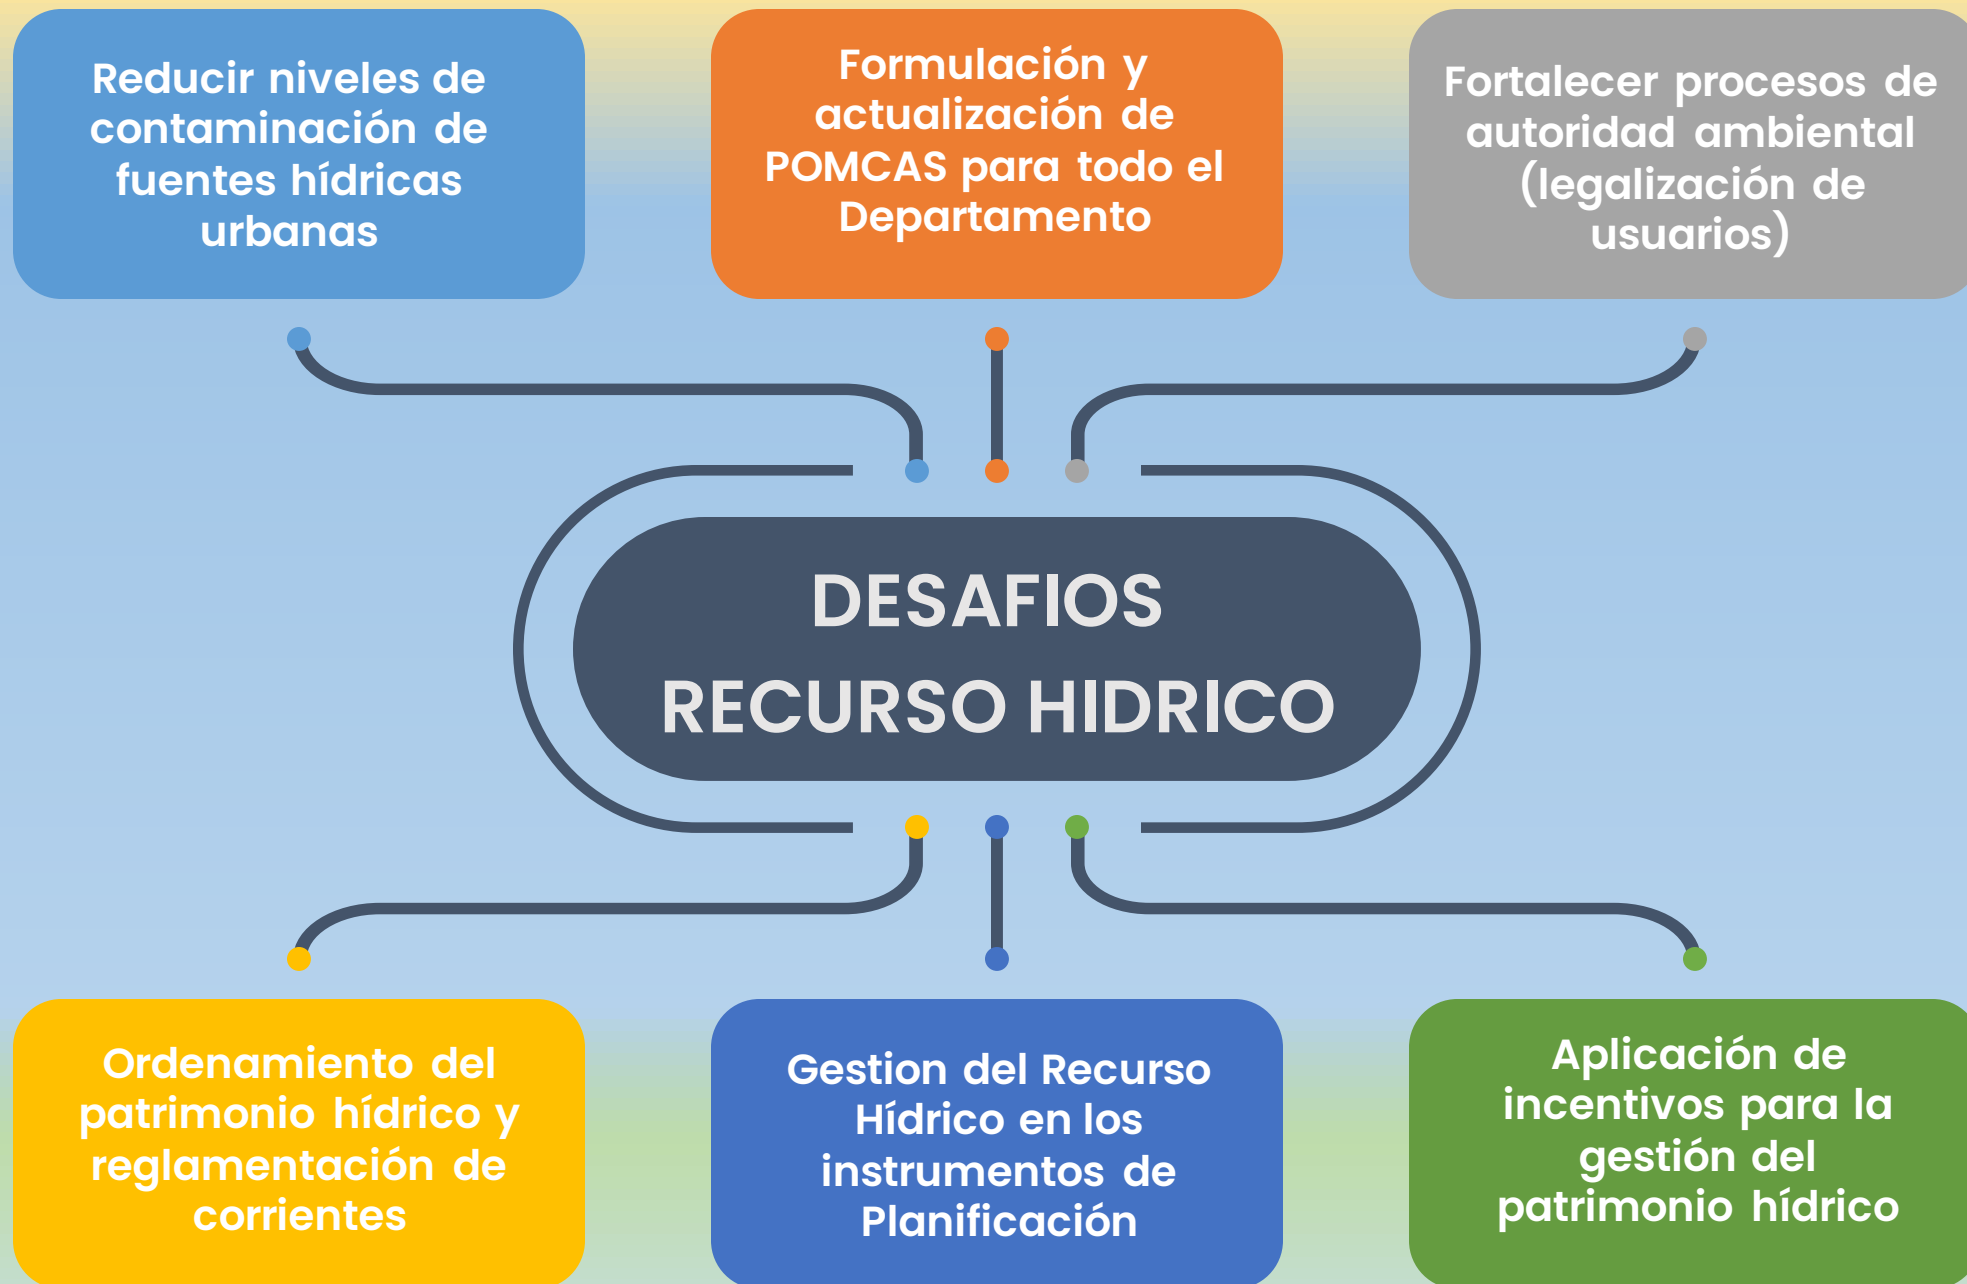 Reducir niveles de
contaminación de
fuentes hídricas
urbanas
Formulación y
actualización de
POMCAS para todo el
Departamento
Fortalecer procesos de
autoridad ambiental
(legalización de
usuarios)
DESAFIOS
RECURSO HIDRICO
Ordenamiento del
patrimonio hídrico y
reglamentación de
corrientes
Gestion del Recurso
Hídrico en los
instrumentos de
Planificación
Aplicación de
incentivos para la
gestión del
patrimonio hídrico